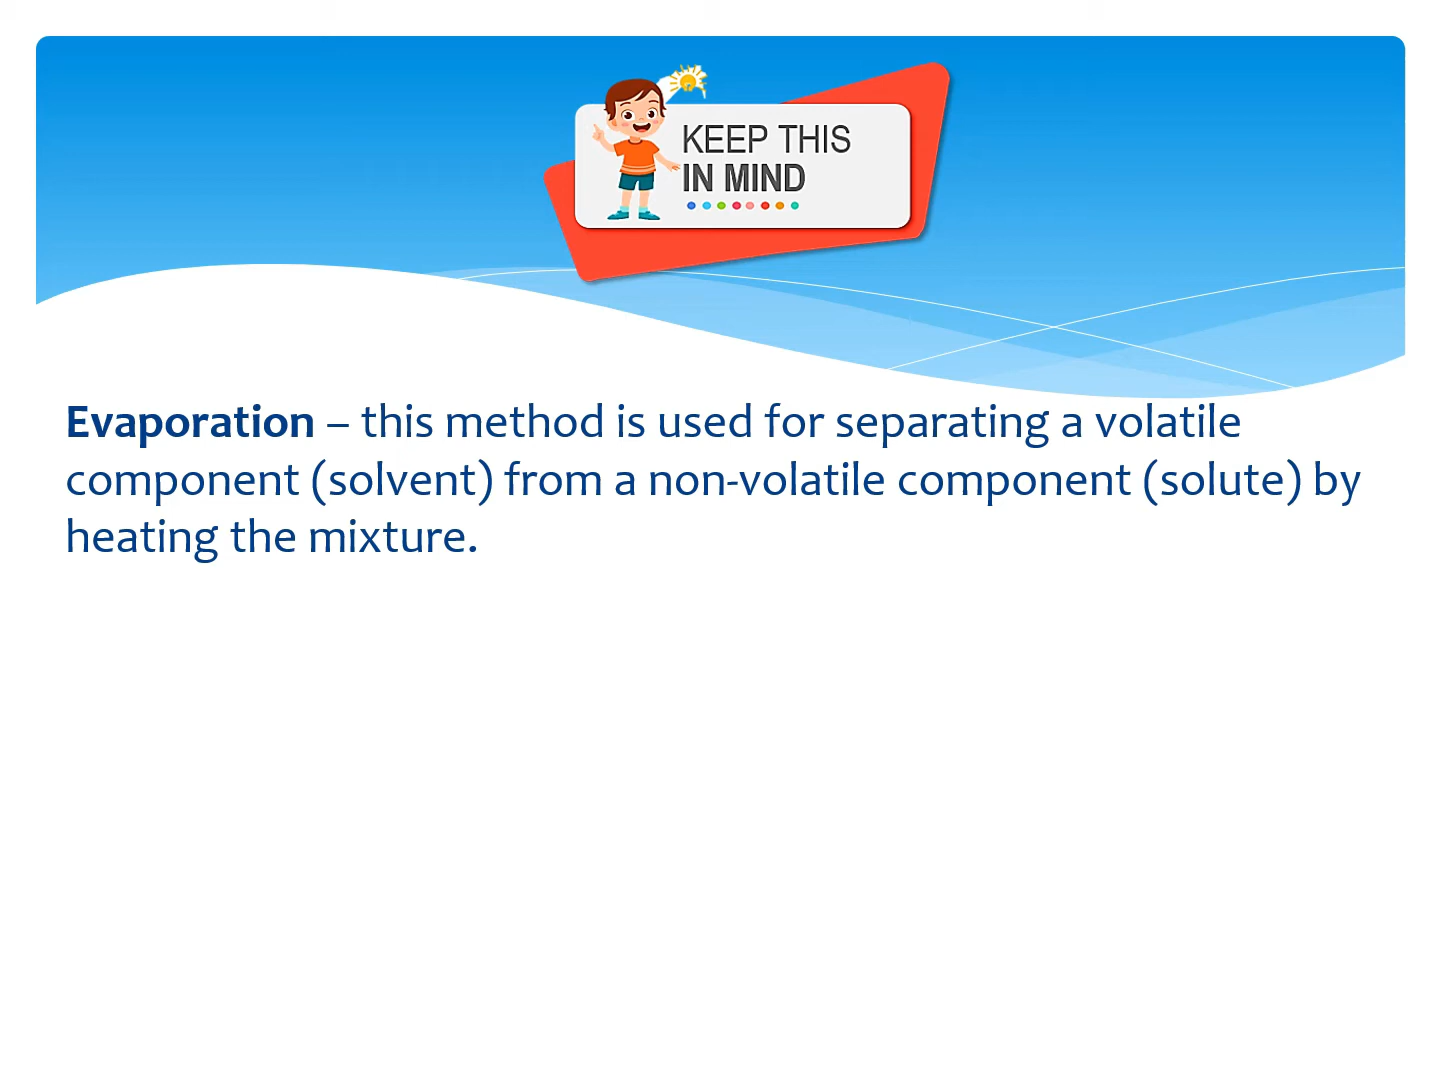 KEEP THIS
IN MIND
Evaporation – this method is used for separating a volatile
component (solvent) from a non-volatile component (solute) by
heating the mixture.